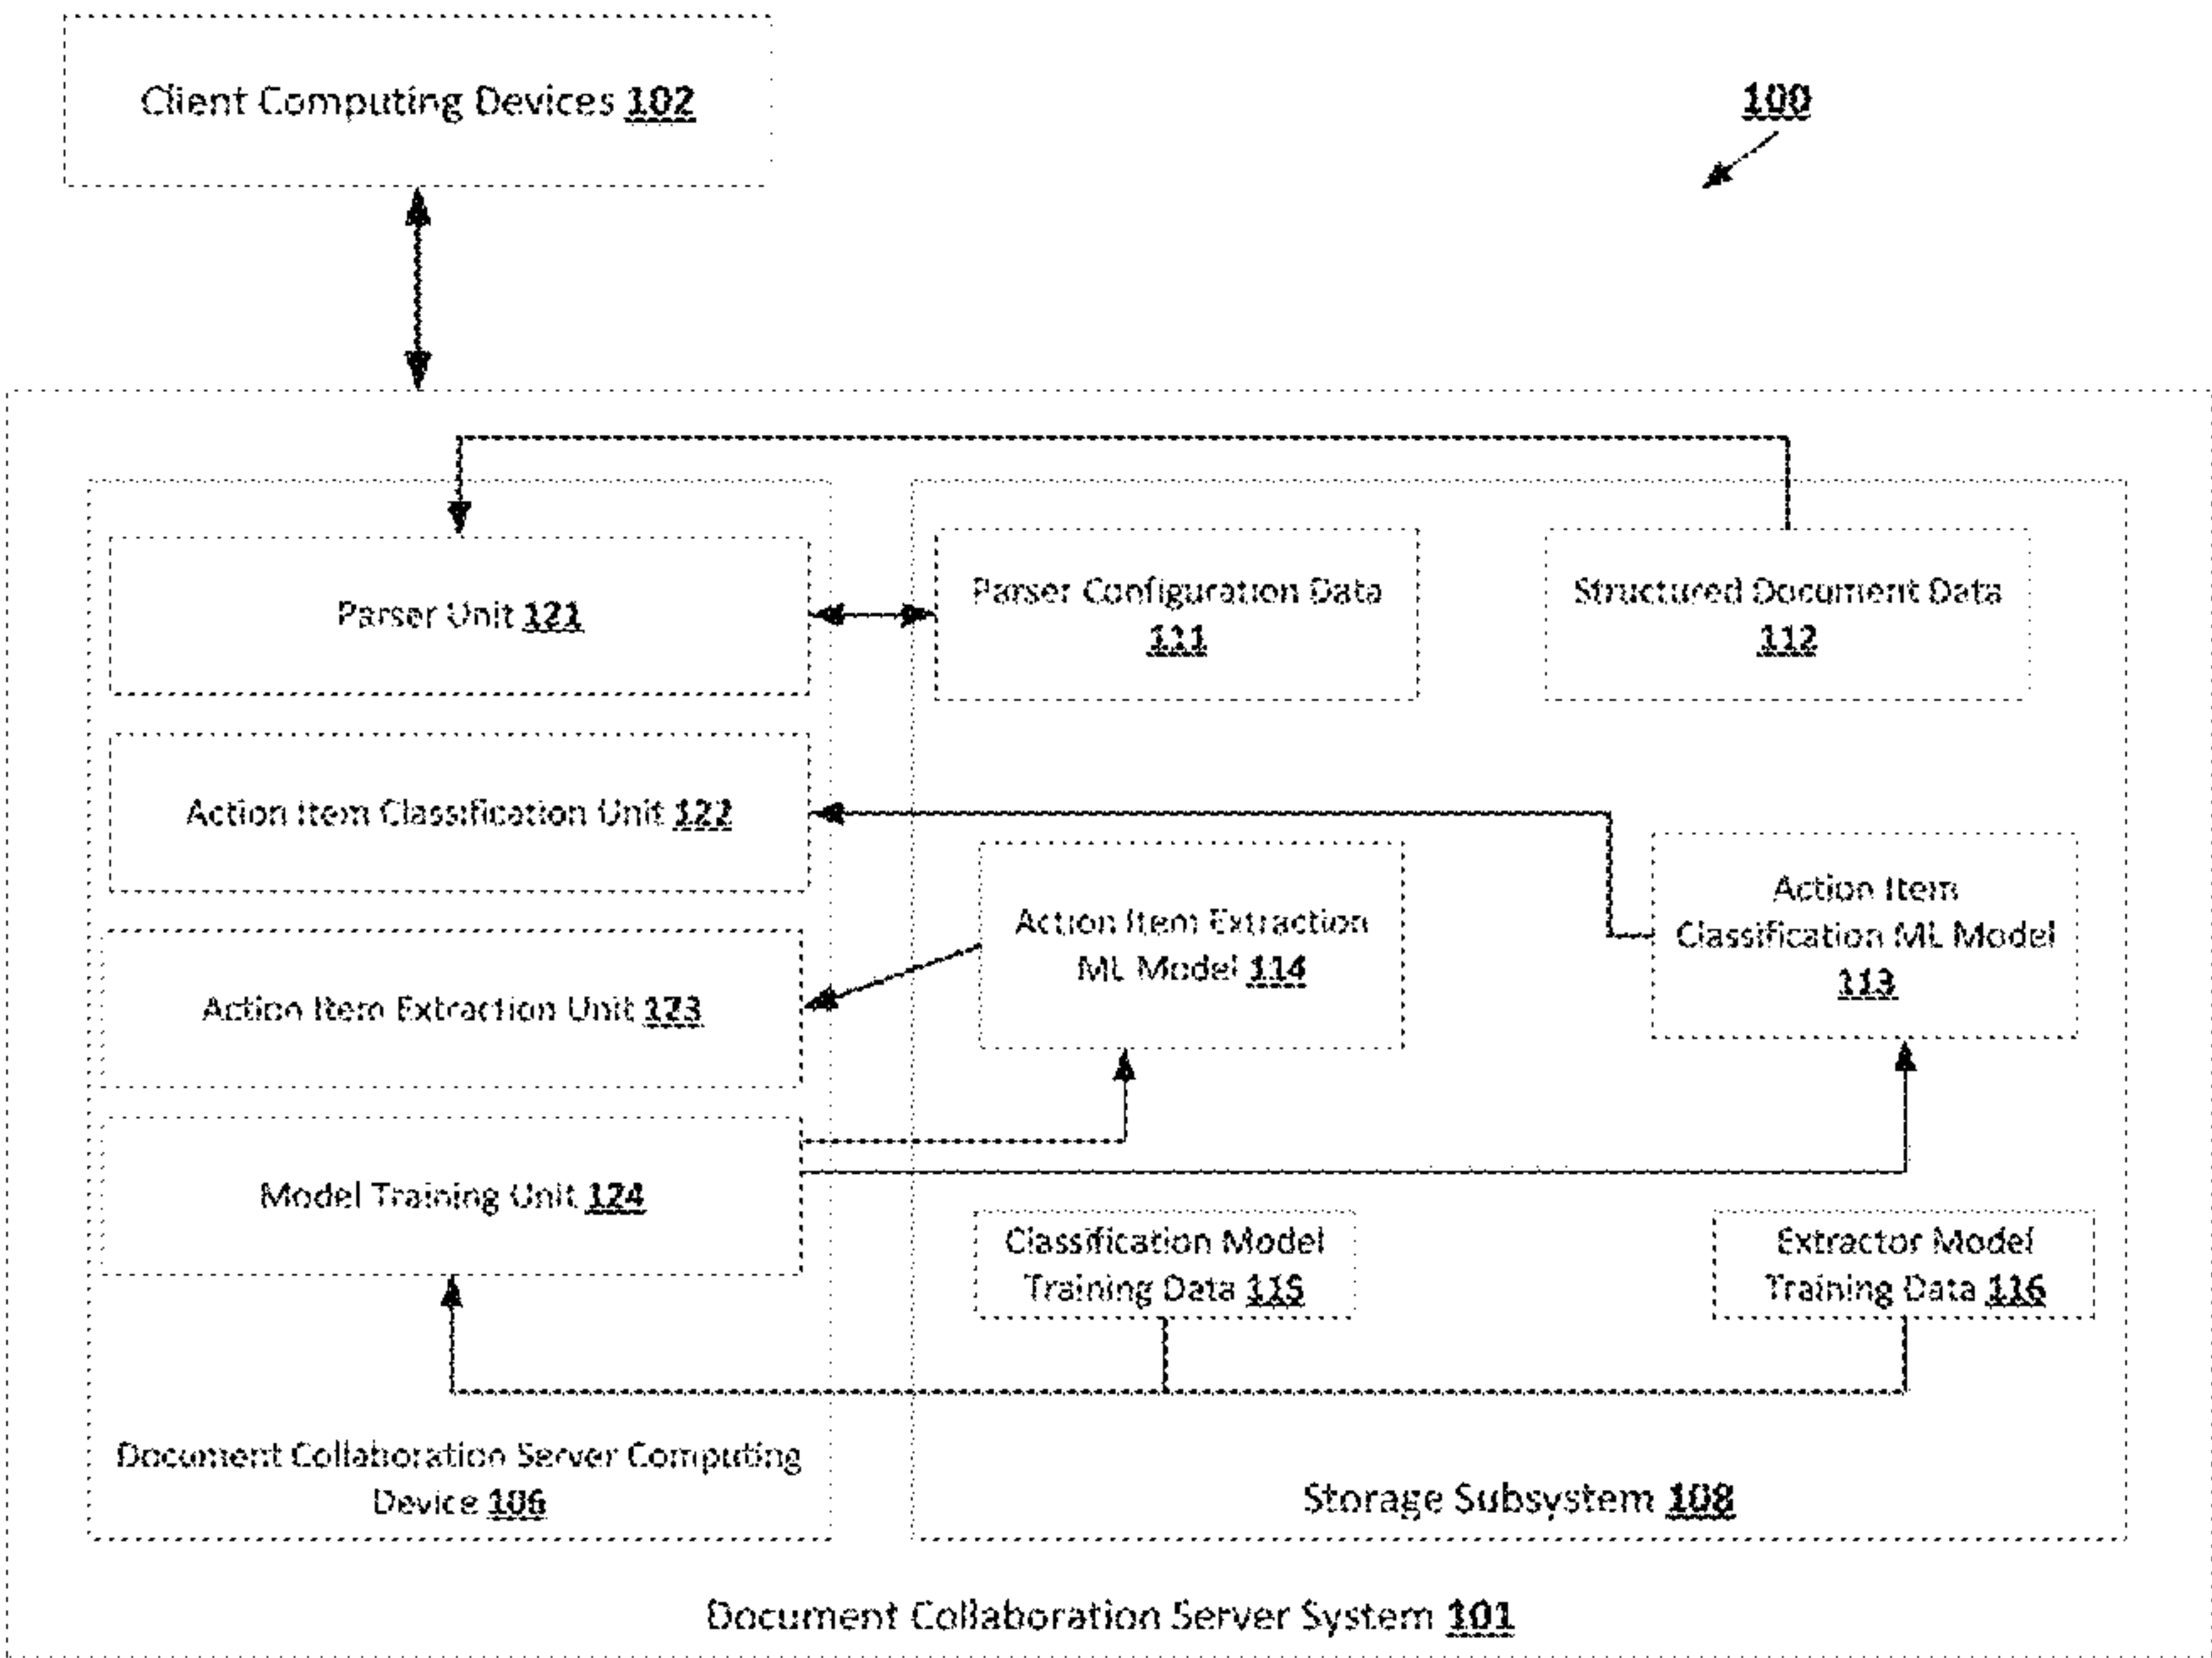 Client Computing Devices 102
100
Parser Unit 121
Parser Configuration Data
111
Structured Document Data
112
Action Item Classification Unit 122
Action Item Extraction
ML Model 114
Action Item
Classification ML Model
113
Action Item Extraction Unit 123
Model Training Unit 124
Classification Model
Training Data 115
Extractor Model
Training Data 116
Document Collaboration Server Computing
Device 106
Storage Subsystem 108
Document Collaboration Server System 101